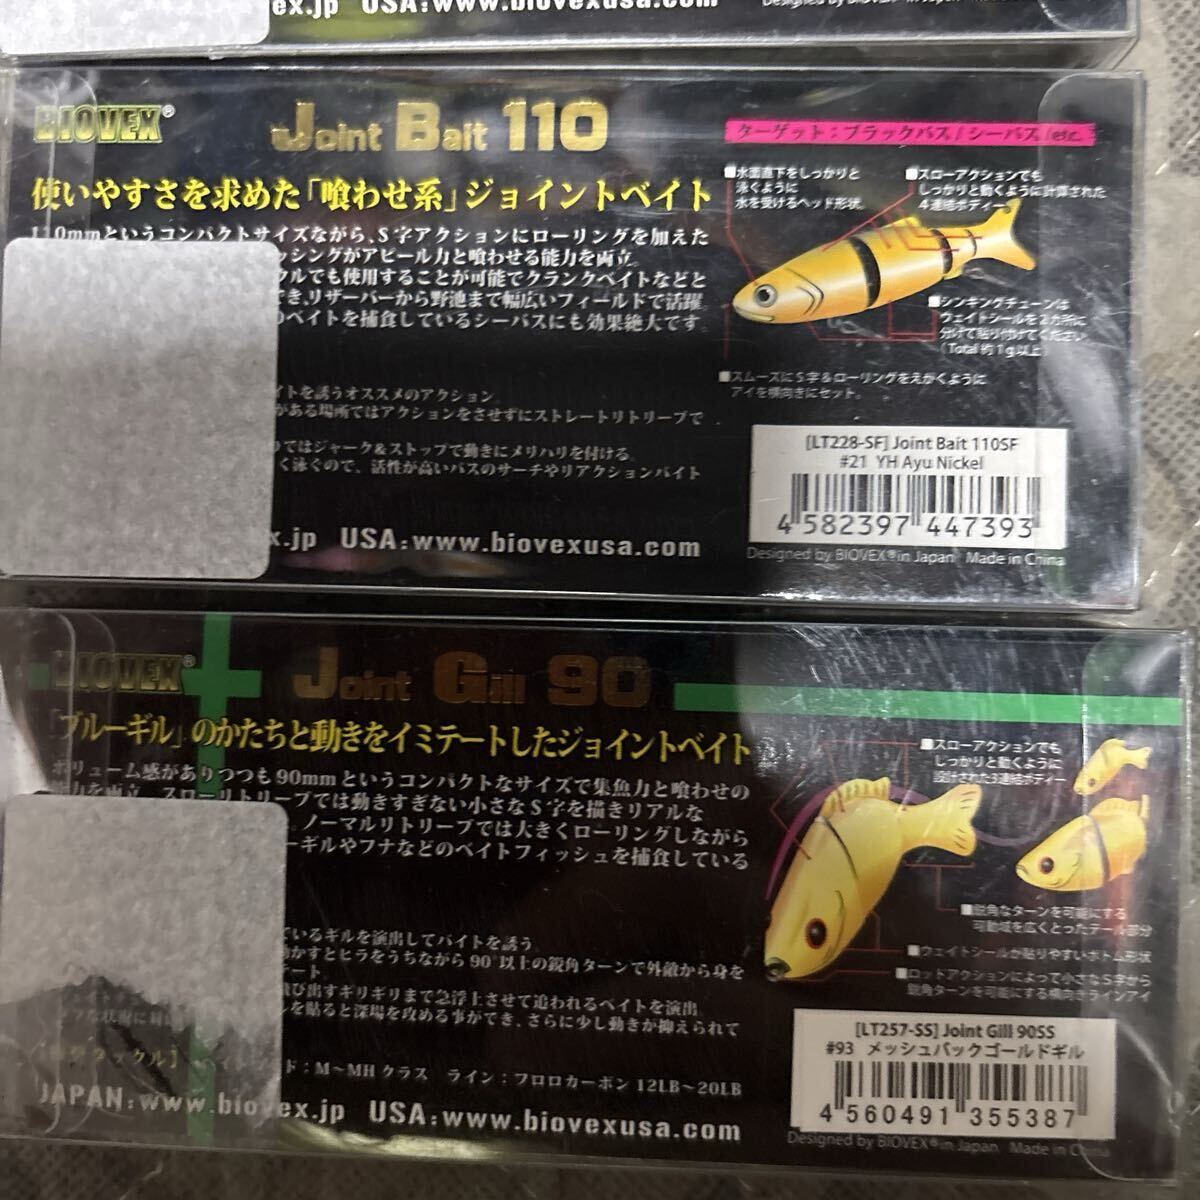 ex.jp USA:www.biovexusa.com
Designed by BIOVEX® in Japan
BIOVEX®
Joint Bait 110
ターゲット：ブラックバス/シーバス/etc.
使いやすさを求めた「喰わせ系」ジョイントベイト
110mmというコンパクトサイズながら、S字アクションにローリングを加えた
ッシングがアピール力と喰わせる能力を両立。
クルでも使用することが可能でクランクベイトなどと
でき、リザーバーから野池まで幅広いフィールドで活躍。
のベイトを捕食しているシーバスにも効果絶大です。
イトを誘うオススメのアクション。
がある場所ではアクションをさせずにストレートリトリーブで
ではジャーク&ストップで動きにメリハリを付ける。
く泳ぐので、活性が高いバスのサーチやリアクションバイト
x.jp USA:www.biovexusa.com
■水面直下をしっかりと
泳ぐように
水を受けるヘッド形状。
■スローアクションでも
しっかりと動くように計算された
4連結ボディー
■シンキングチューンは
ウェイトシールを2カ所に
分けて貼り付けてください
(Total 約1g以上)
■スムーズにS字&ローリングをえがくように
アイを横向きにセット。
[LT228-SF] Joint Bait 110SF
#21 YH Ayu Nickel
4 582397 447393
Designed by BIOVEX® in Japan Made in China
BIOVEX®
Joint Gill 90
「ブルーギル」のかたちと動きをイミテートしたジョイントベイト
ボリューム感がありつつも90mmというコンパクトなサイズで集魚力と喰わせの
力を両立。スローリトリーブでは動きすぎない小さなS字を描きリアルな
。ノーマルリトリーブでは大きくローリングしながら
ーギルやフナなどのベイトフィッシュを捕食している
ているギルを演出してバイトを誘う。
動かすとヒラをうちながら90°以上の鋭角ターンで外敵から身を
テート。
飛び出すギリギリまで急浮上させて追われるベイトを演出
ルを貼ると深場を攻める事ができ、さらに少し動きが抑えられて
タックル】
ド：M～MHクラス ライン：フロロカーボン 12LB～20LB
JAPAN:www.biovex.jp USA:www.biovexusa.com
■スローアクションでも
しっかりと動くように
設計された3連結ボディー
■鋭角なターンを可能にする
可動域を広くとったテール部分
■ウェイトシールが貼りやすいボトム形状
■ロッドアクションによって小さなS字から
鋭角ターンを可能にする横向きラインアイ
[LT257-SS] Joint Gill 90SS
#93 メッシュバックゴールドギル
4 560491 355387
Designed by BIOVEX® in Japan Made in China